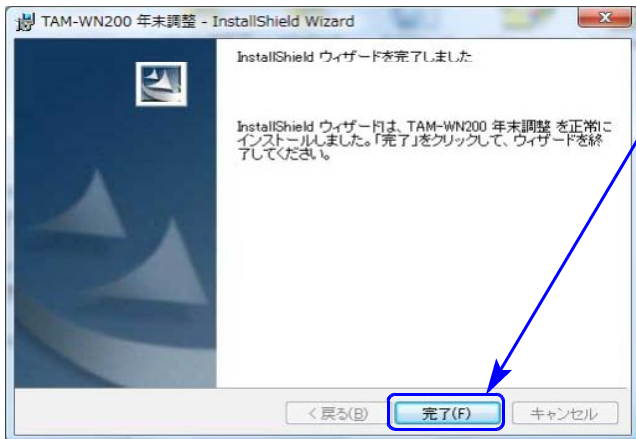 TAM-WN200 年末調整 - InstallShield Wizard
InstallShield ウィザードを完了しました
InstallShield ウィザードは、TAM-WN200 年末調整 を正常に
インストールしました。「完了」をクリックして、ウィザードを終
了してください。
< 戻る(B) 完了(F) キャンセル